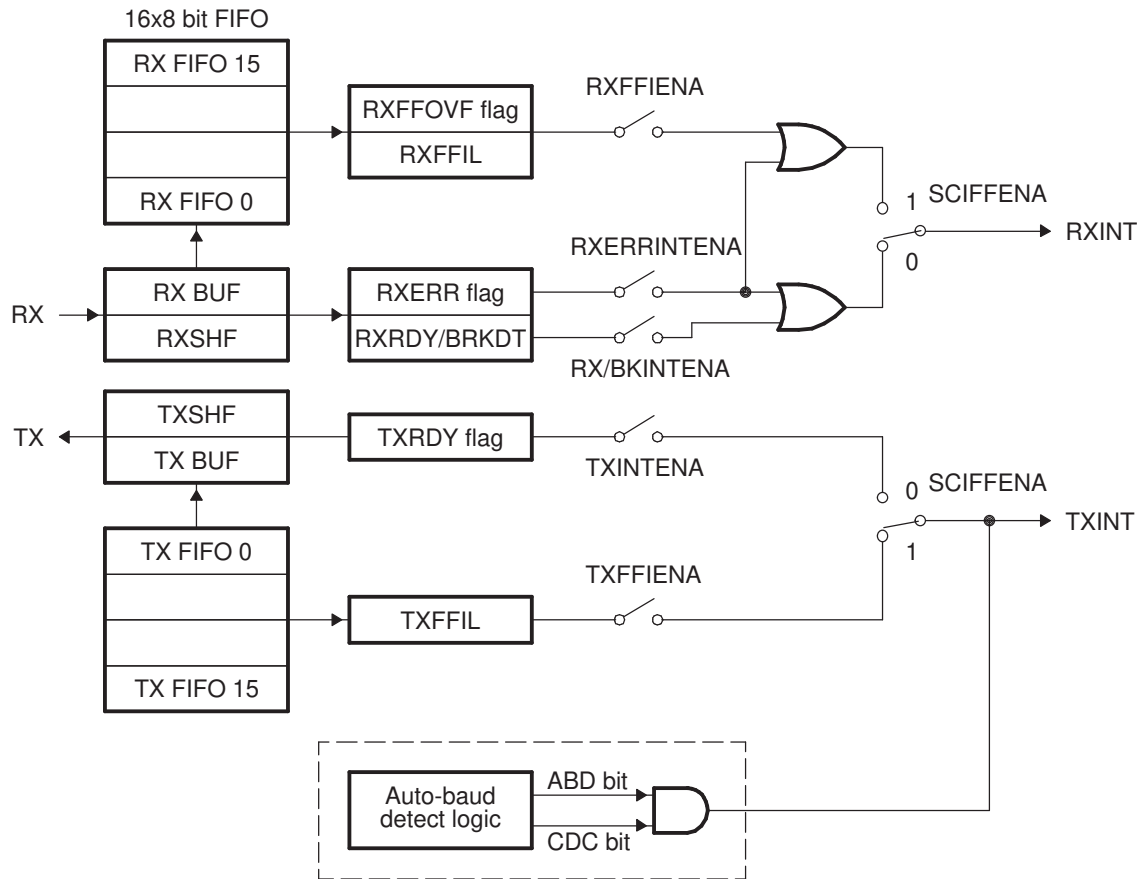 16x8 bit FIFO
RX FIFO 15
RX FIFO 0
RXFFOVF flag
RXFFIL
RXFFIENA
1
SCIFFENA
RXINT
0
RX
RX BUF
RXSHF
RXERR flag
RXRDY/BRKDT
RXERRINTENA
RX/BKINTENA
TX
TXSHF
TX BUF
TXRDY flag
TXINTENA
0
SCIFFENA
TXINT
1
TX FIFO 0
TX FIFO 15
TXFFIL
TXFFIENA
Auto-baud
detect logic
ABD bit
CDC bit